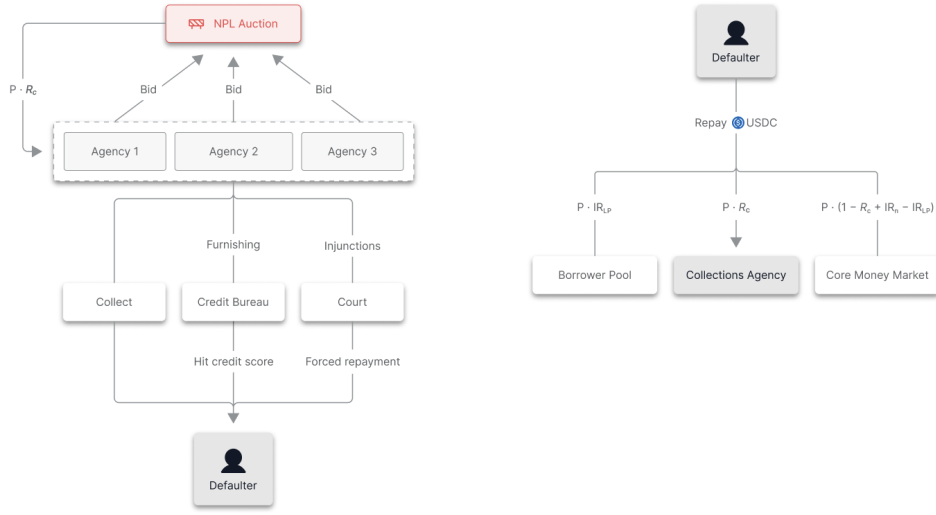 NPL Auction
P · Rc
Bid
Bid
Bid
Agency 1
Agency 2
Agency 3
Furnishing
Injunctions
Collect
Credit Bureau
Court
Hit credit score
Forced repayment
Defaulter
Defaulter
Repay USDC
P · IRLP
P · Rc
P · (1 − Rc + IRn − IRLP)
Borrower Pool
Collections Agency
Core Money Market